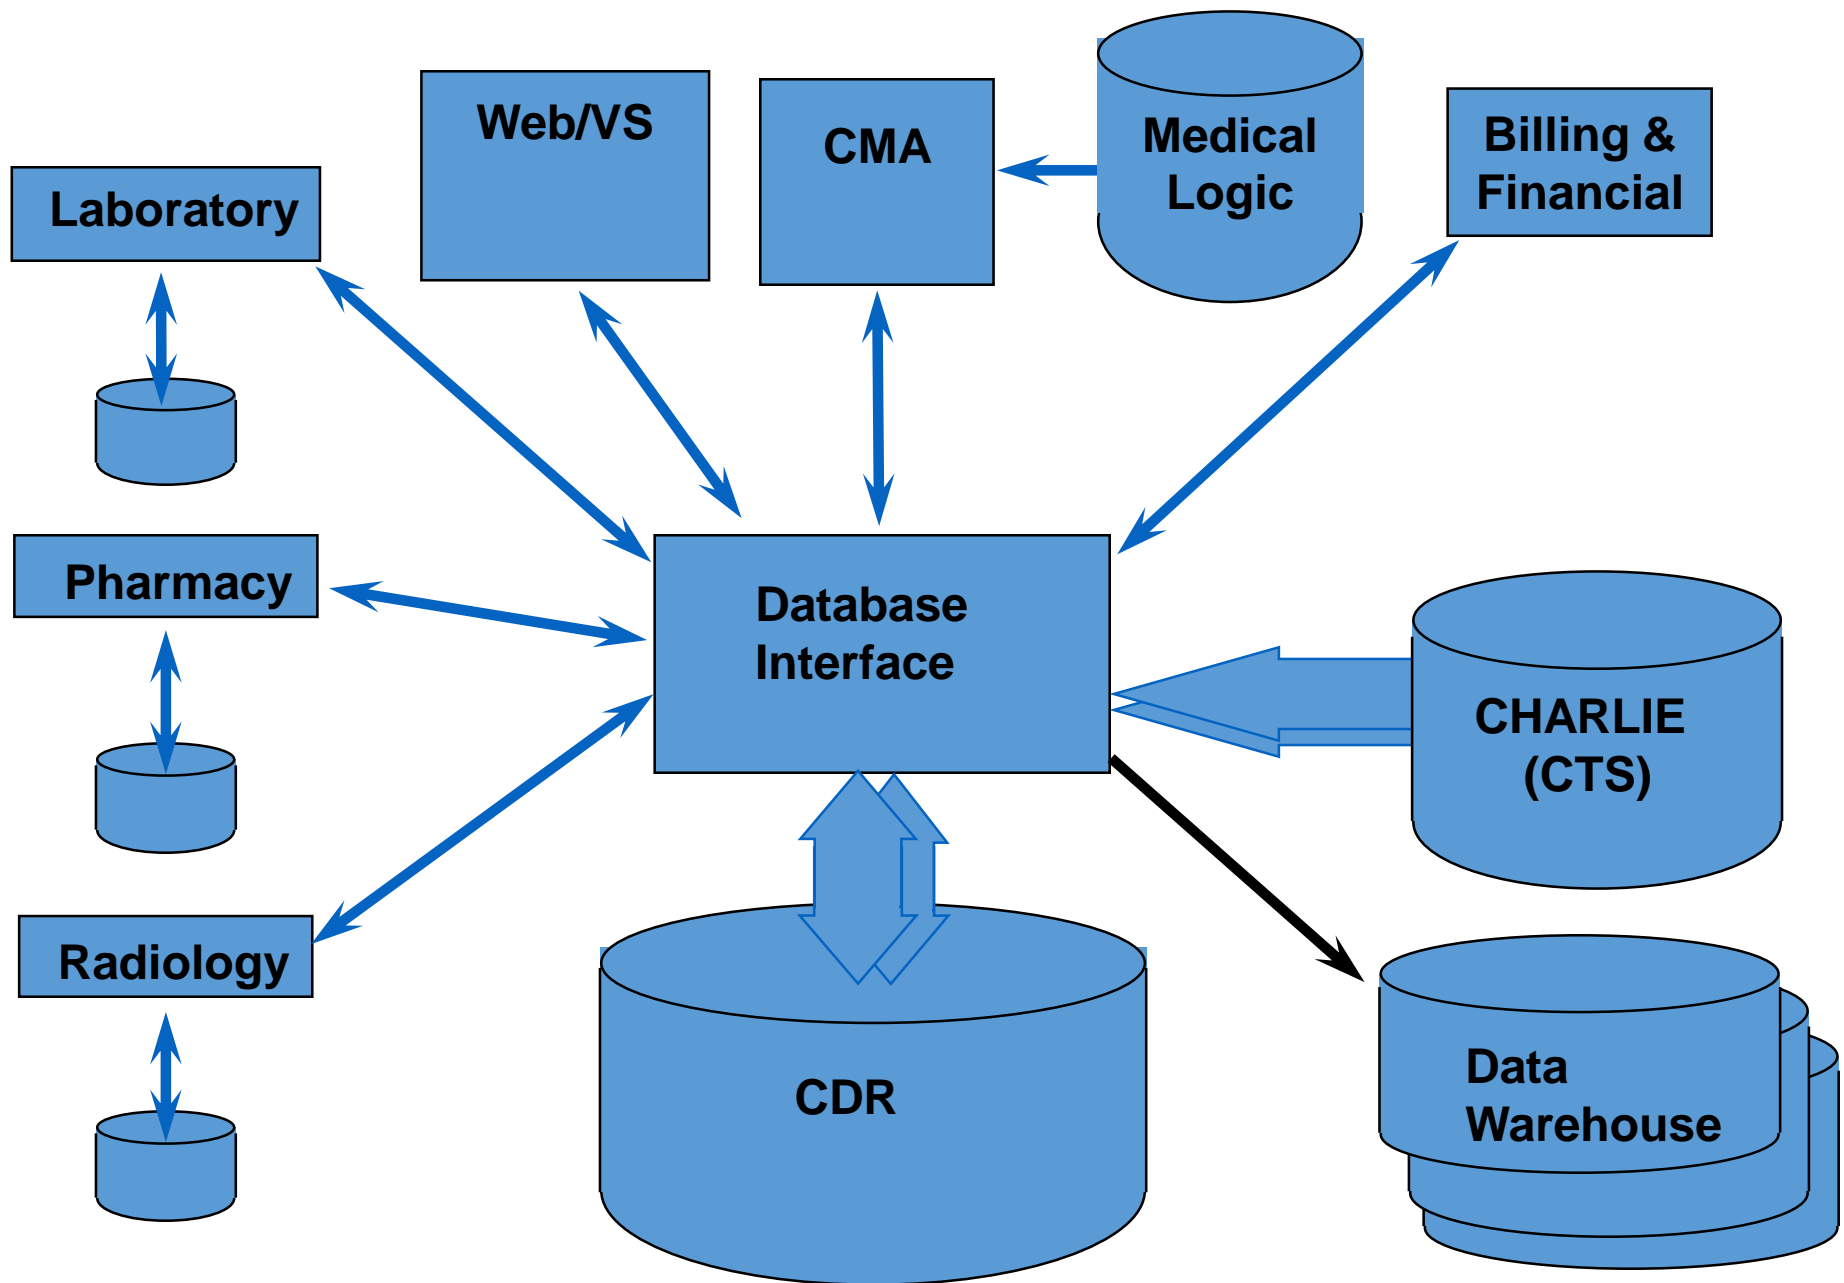 Web/VS
CMA
Medical
Logic
Billing &
Financial
Laboratory
Pharmacy
Database
Interface
CHARLIE
(CTS)
Radiology
CDR
Data
Warehouse